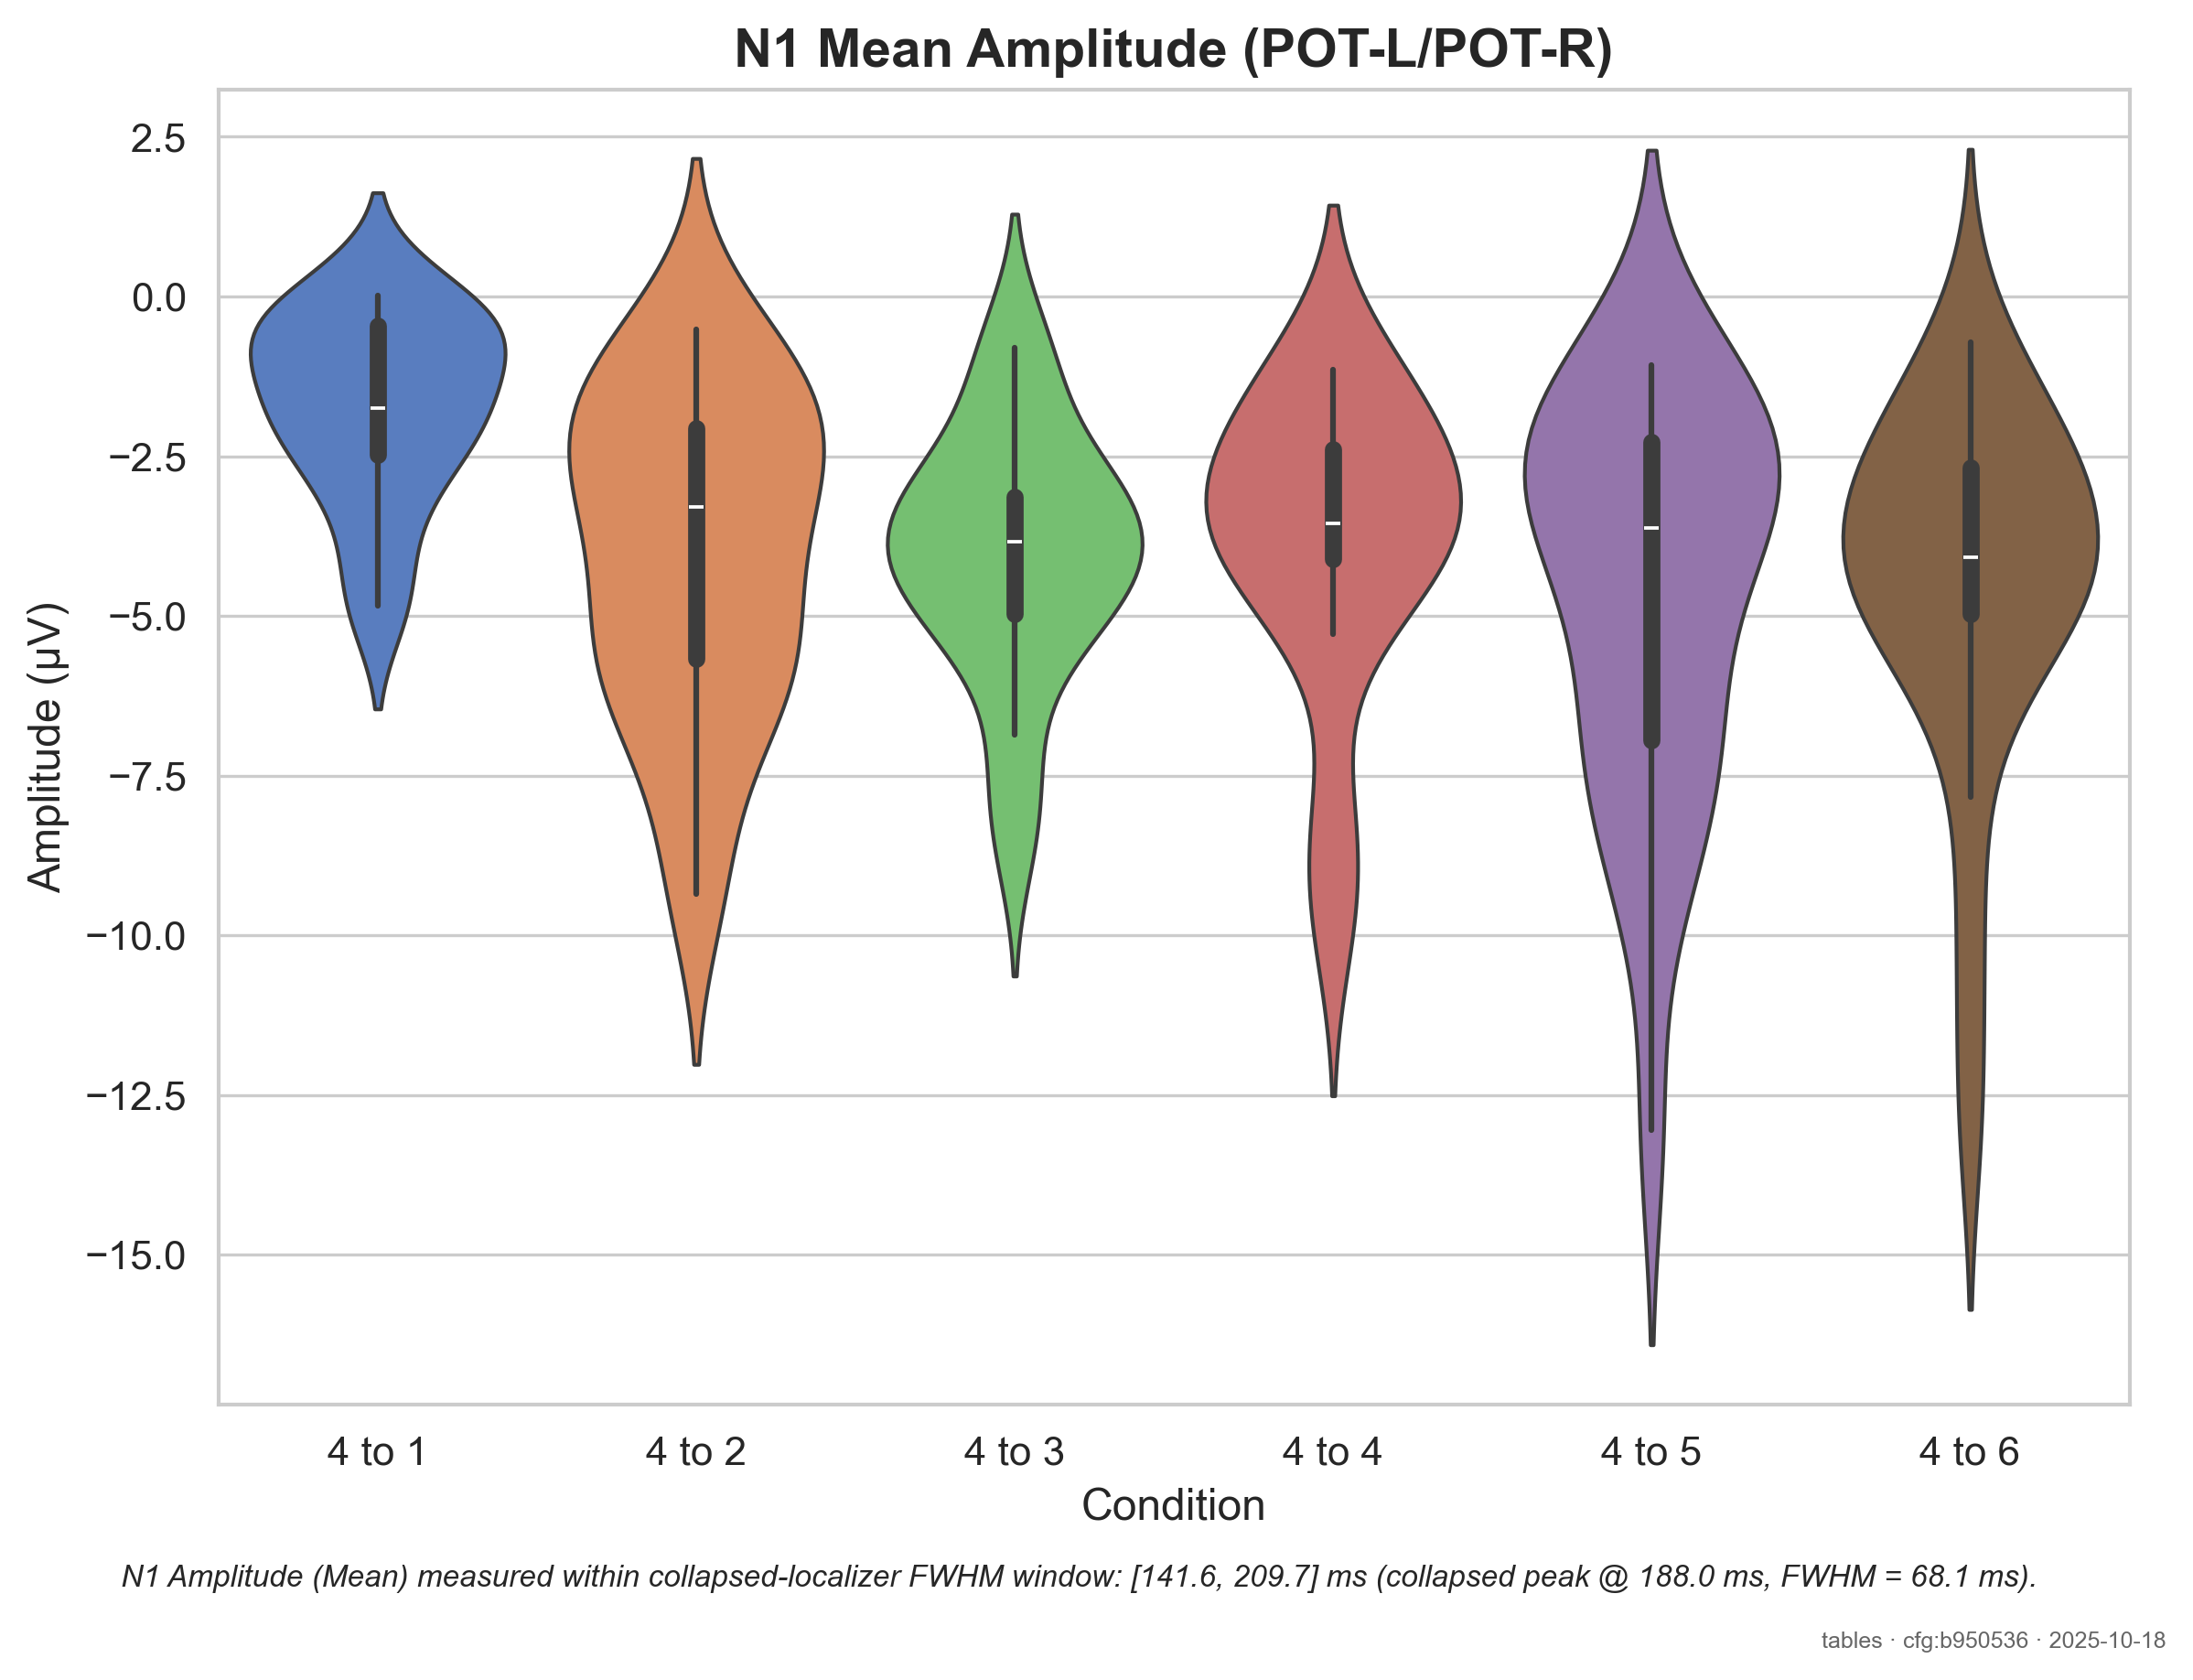 N1 Mean Amplitude (POT-L/POT-R)
Amplitude (μV)
2.5
0.0
−2.5
−5.0
−7.5
−10.0
−12.5
−15.0
4 to 1
4 to 2
4 to 3
4 to 4
4 to 5
4 to 6
Condition
N1 Amplitude (Mean) measured within collapsed-localizer FWHM window: [141.6, 209.7] ms (collapsed peak @ 188.0 ms, FWHM = 68.1 ms).
tables · cfg:b950536 · 2025-10-18